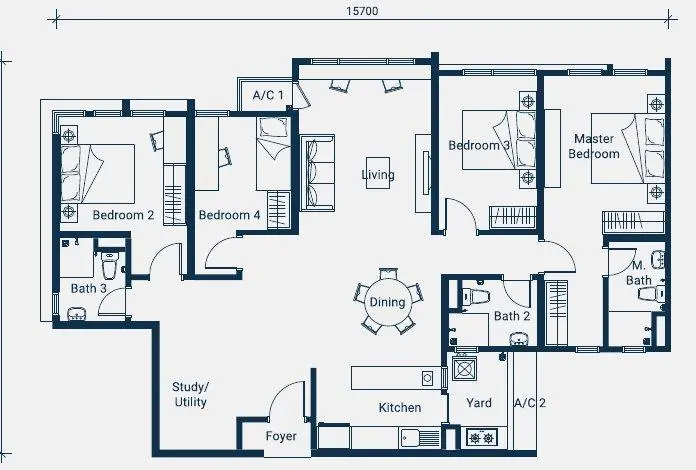 15700
A/C 1
Master
Bedroom
Bedroom 3
Living
Bedroom 2
Bedroom 4
M.
Bath
Bath 3
Dining
Bath 2
Study/
Utility
Kitchen
Yard
A/C 2
Foyer